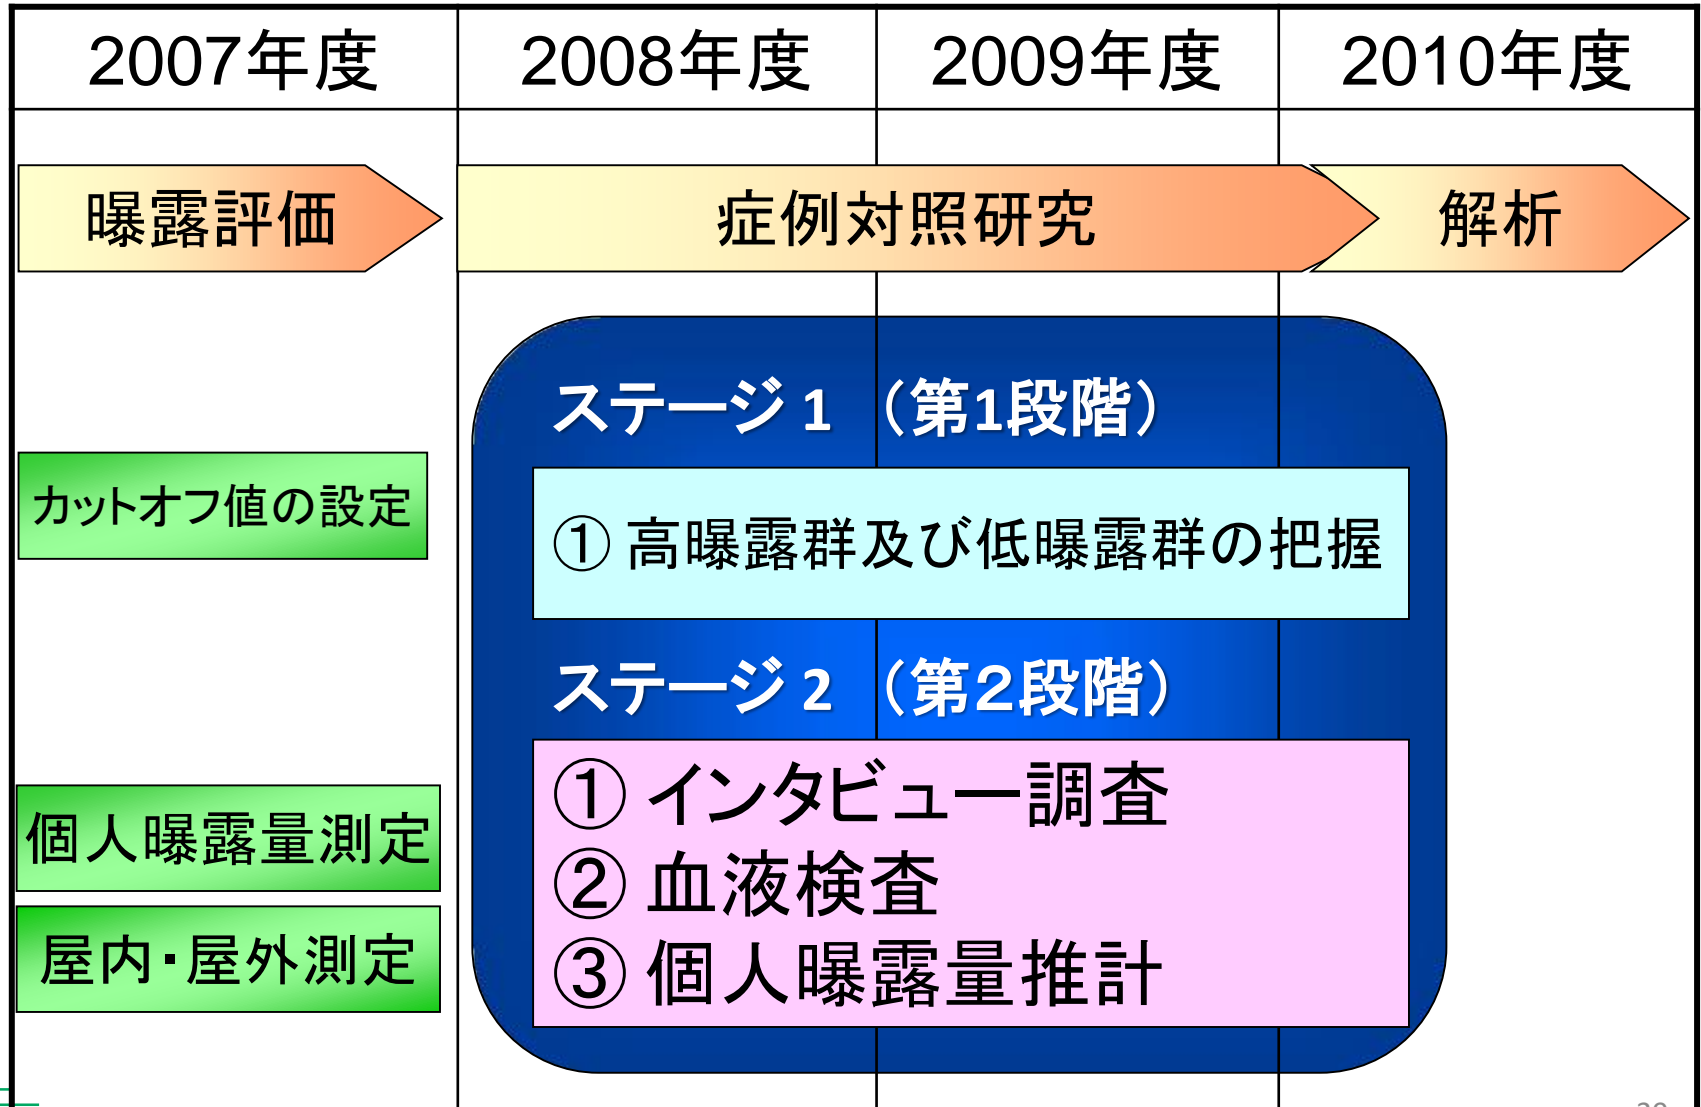 2007年度
2008年度
2009年度
2010年度
曝露評価
症例対照研究
解析
カットオフ値の設定
個人曝露量測定
屋内・屋外測定
ステージ 1 （第1段階）
① 高曝露群及び低曝露群の把握
ステージ 2 （第２段階）
① インタビュー調査
② 血液検査
③ 個人曝露量推計